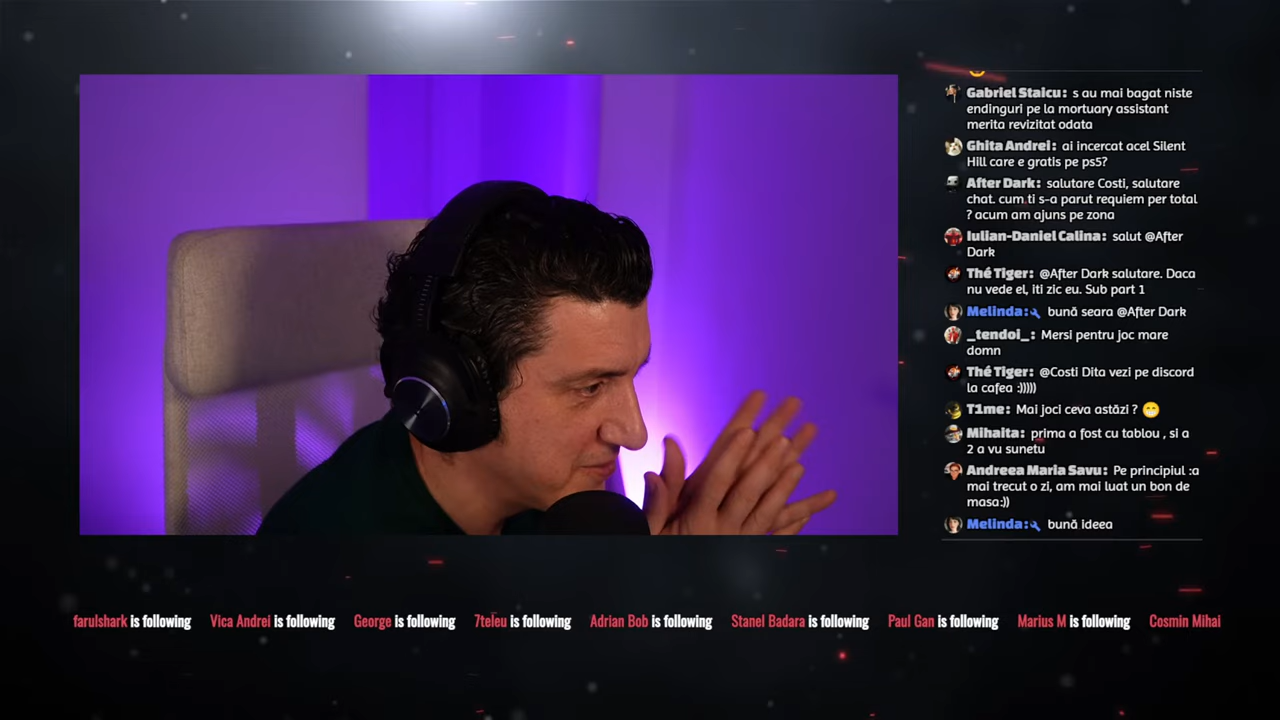 Gabriel Staicu: s au mai bagat niste
endinguri pe la mortuary assistant
merita revizitat odata
Ghita Andrei: ai incercat acel Silent
Hill care e gratis pe ps5?
After Dark: salutare Costi, salutare
chat. cum ti s-a parut requiem per total
? acum am ajuns pe zona
Iulian-Daniel Calina: salut @After
Dark
Thé Tiger: @After Dark salutare. Daca
nu vede el, iti zic eu. Sub part 1
Melinda: bună seara @After Dark
_tendoi_: Mersi pentru joc mare
domn
Thé Tiger: @Costi Dita vezi pe discord
la cafea :)))))
T1me: Mai joci ceva astăzi ? 😁
Mihaita: prima a fost cu tablou , si a
2 a vu sunetu
Andreea Maria Savu: Pe principiul :a
mai trecut o zi, am mai luat un bon de
masa:))
Melinda: bună ideea
farulshark is following Vica Andrei is following George is following 7teleu is following Adrian Bob is following Stanel Badara is following Paul Gan is following Marius M is following Cosmin Mihai